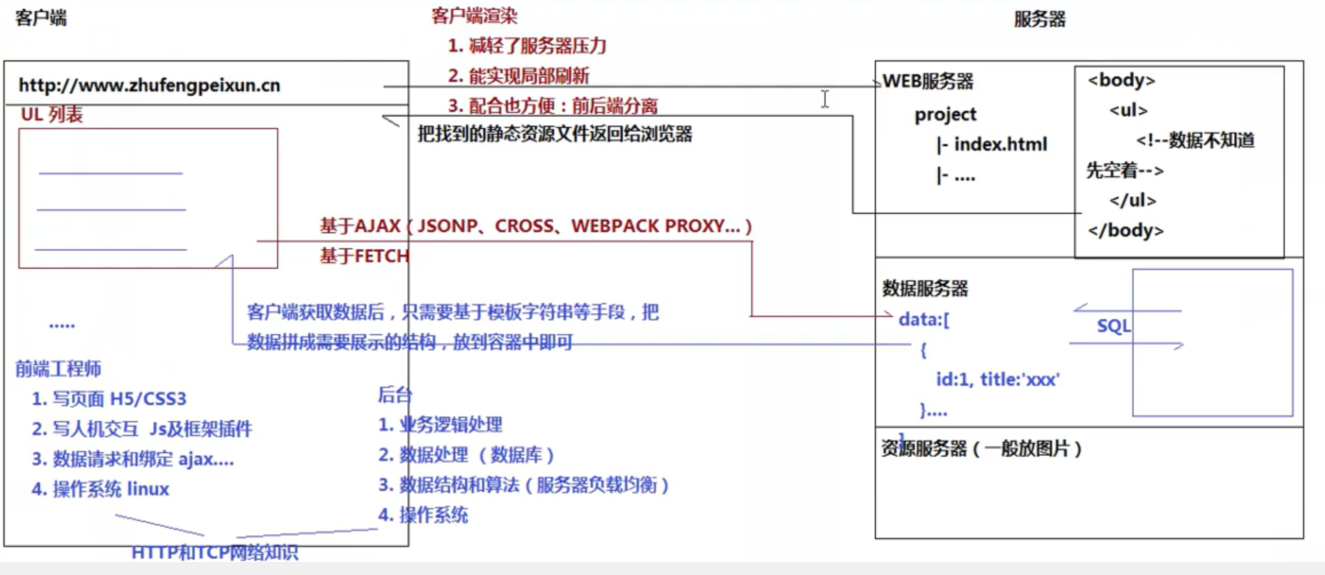 客户端
客户端渲染
1. 减轻了服务器压力
2. 能实现局部刷新
3. 配合也方便：前后端分离
服务器
http://www.zhufengpeixun.cn
UL 列表
把找到的静态资源文件返回给浏览器
WEB服务器
project
|- index.html
|- ....
<body>
<ul>
<!--数据不知道
先空着-->
</ul>
</body>
基于AJAX（JSONP、CROSS、WEBPACK PROXY...）
基于FETCH
客户端获取数据后，只需要基于模板字符串等手段，把
数据拼成需要展示的结构，放到容器中即可
.....
数据服务器
data:[
{
id:1, title:'xxx'
}....
]
SQL
资源服务器（一般放图片）
前端工程师
1. 写页面 H5/CSS3
2. 写人机交互 Js及框架插件
3. 数据请求和绑定 ajax....
4. 操作系统 linux
后台
1. 业务逻辑处理
2. 数据处理 （数据库）
3. 数据结构和算法（服务器负载均衡）
4. 操作系统
HTTP和TCP网络知识